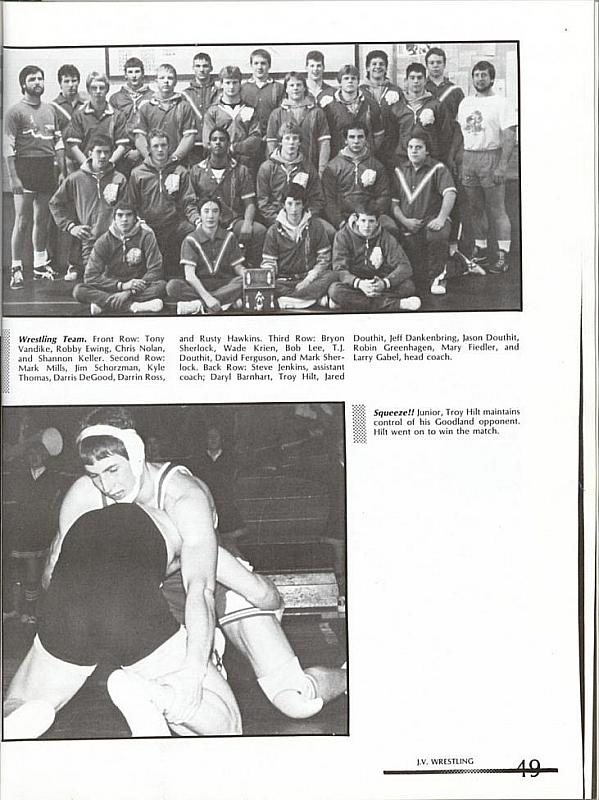 Wrestling Team. Front Row: Tony
Vandike, Robby Ewing, Chris Nolan,
and Shannon Keller. Second Row:
Mark Mills, Jim Schorzman, Kyle
Thomas, Darris DeGood, Darrin Ross,
and Rusty Hawkins. Third Row: Bryon
Sherlock, Wade Krien, Bob Lee, T.J.
Douthit, David Ferguson, and Mark Sher-
lock. Back Row: Steve Jenkins, assistant
coach; Daryl Barnhart, Troy Hilt, Jared
Douthit, Jeff Dankenbring, Jason Douthit,
Robin Greenhagen, Mary Fiedler, and
Larry Gabel, head coach.
Squeeze!! Junior, Troy Hilt maintains
control of his Goodland opponent.
Hilt went on to win the match.
J.V. WRESTLING
49